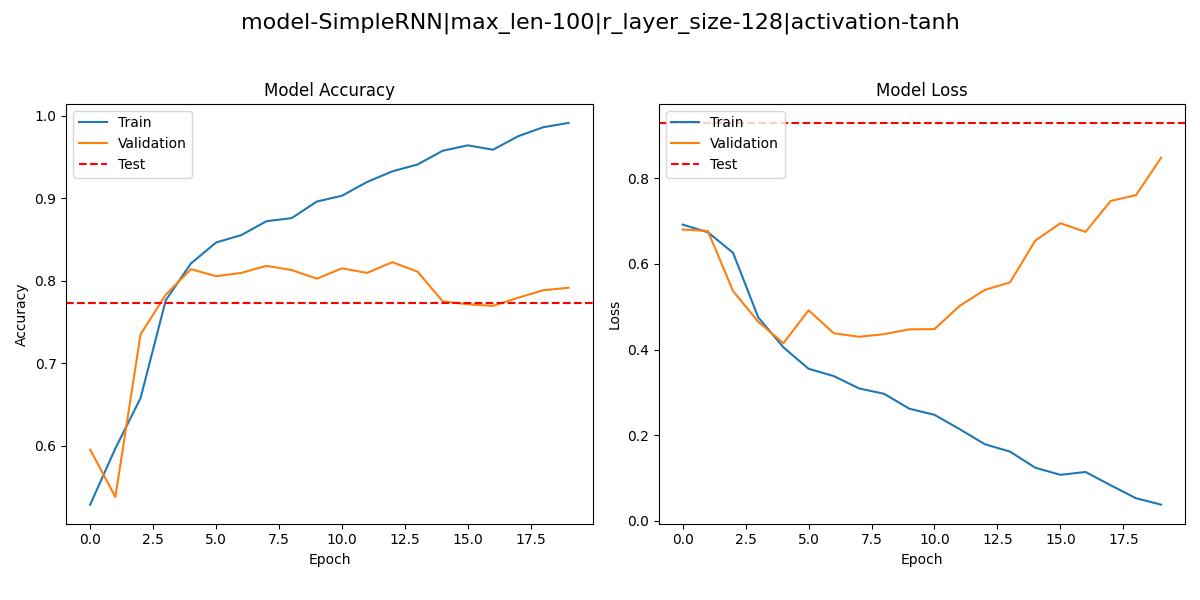 model-SimpleRNN|max_len-100|r_layer_size-128|activation-tanh
Model Accuracy
Train
Validation
Test
1.0
0.9
0.8
0.7
0.6
Accuracy
0.0 2.5 5.0 7.5 10.0 12.5 15.0 17.5
Epoch
Model Loss
Train
Validation
Test
0.8
0.6
0.4
0.2
0.0
Loss
0.0 2.5 5.0 7.5 10.0 12.5 15.0 17.5
Epoch